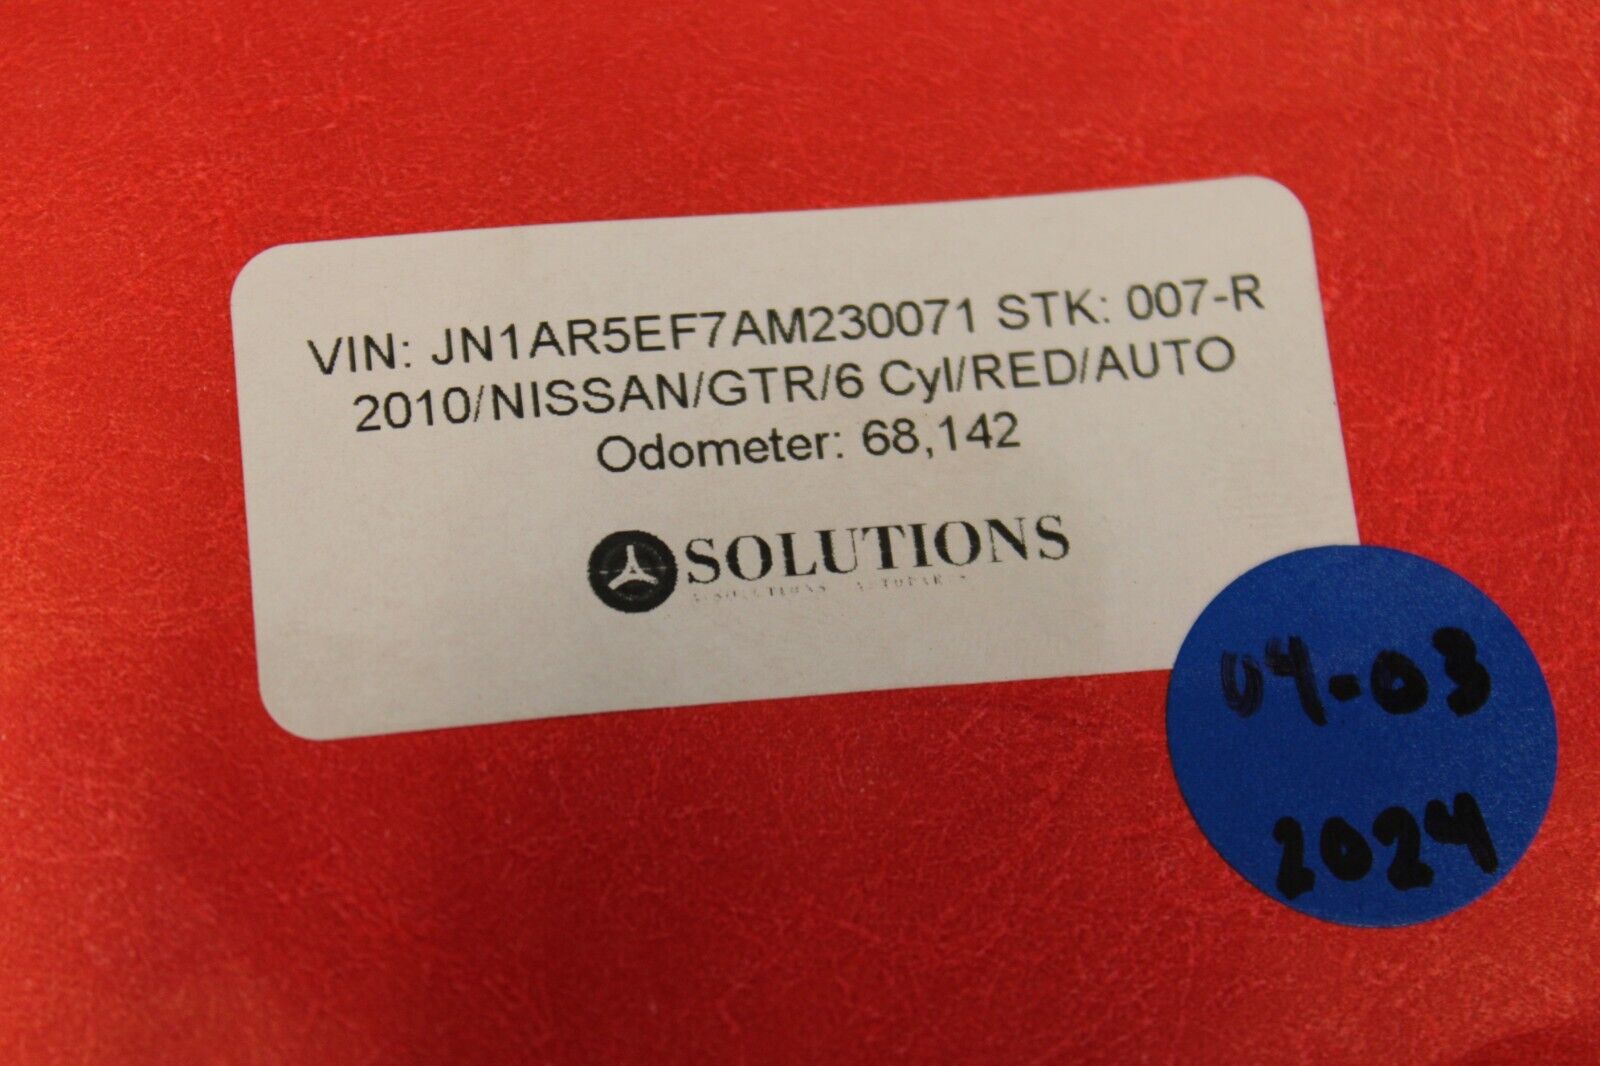 VIN: JN1AR5EF7AM230071 STK: 007-R
2010/NISSAN/GTR/6 Cyl/RED/AUTO
Odometer: 68,142
SOLUTIONS
04-03
2024